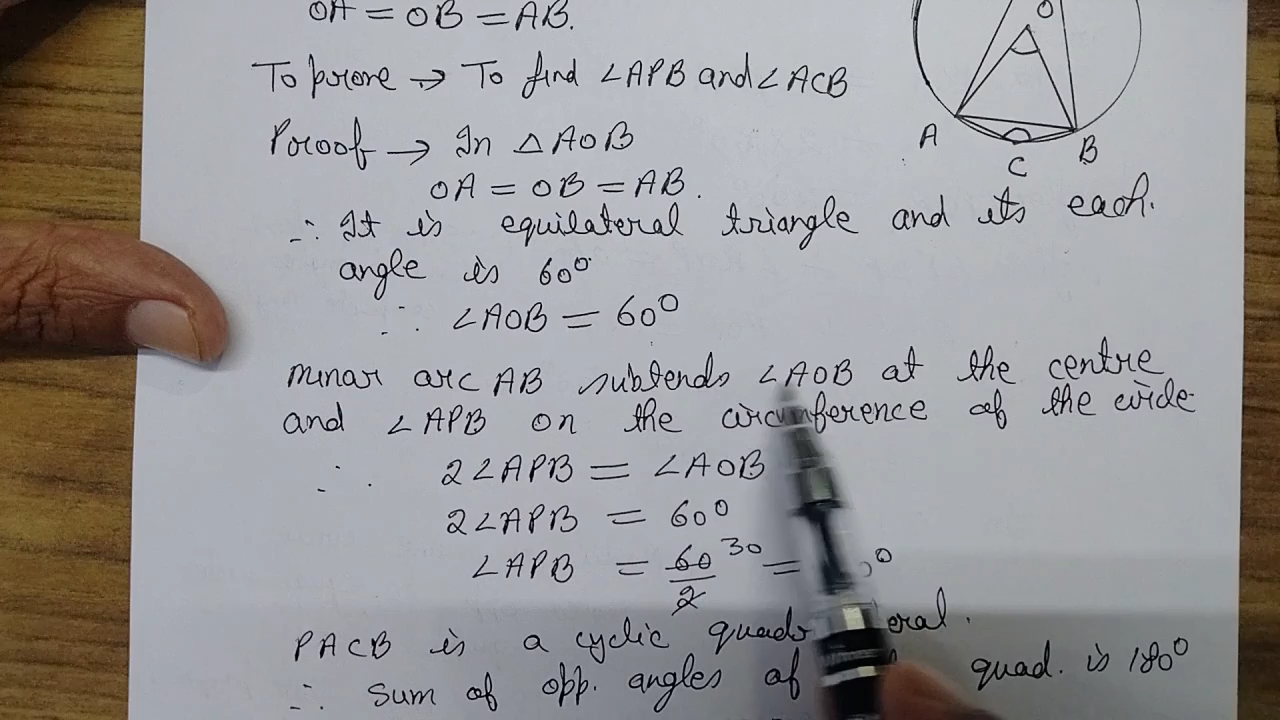 OA = OB = AB.
O
To prove → To find ∠APB and ∠ACB
A
B
C
Proof → In △AOB
OA = OB = AB.
∴ It is equilateral triangle and its each.
angle is 60°
∴ ∠AOB = 60°
minar arc AB subtends ∠AOB at the centre
and ∠APB on the circumference of the circle
∴ 2∠APB = ∠AOB
2∠APB = 60°
∠APB = 60/2 30 =
PACB is a cyclic
∴ sum of opp. angles of quad. is 180°